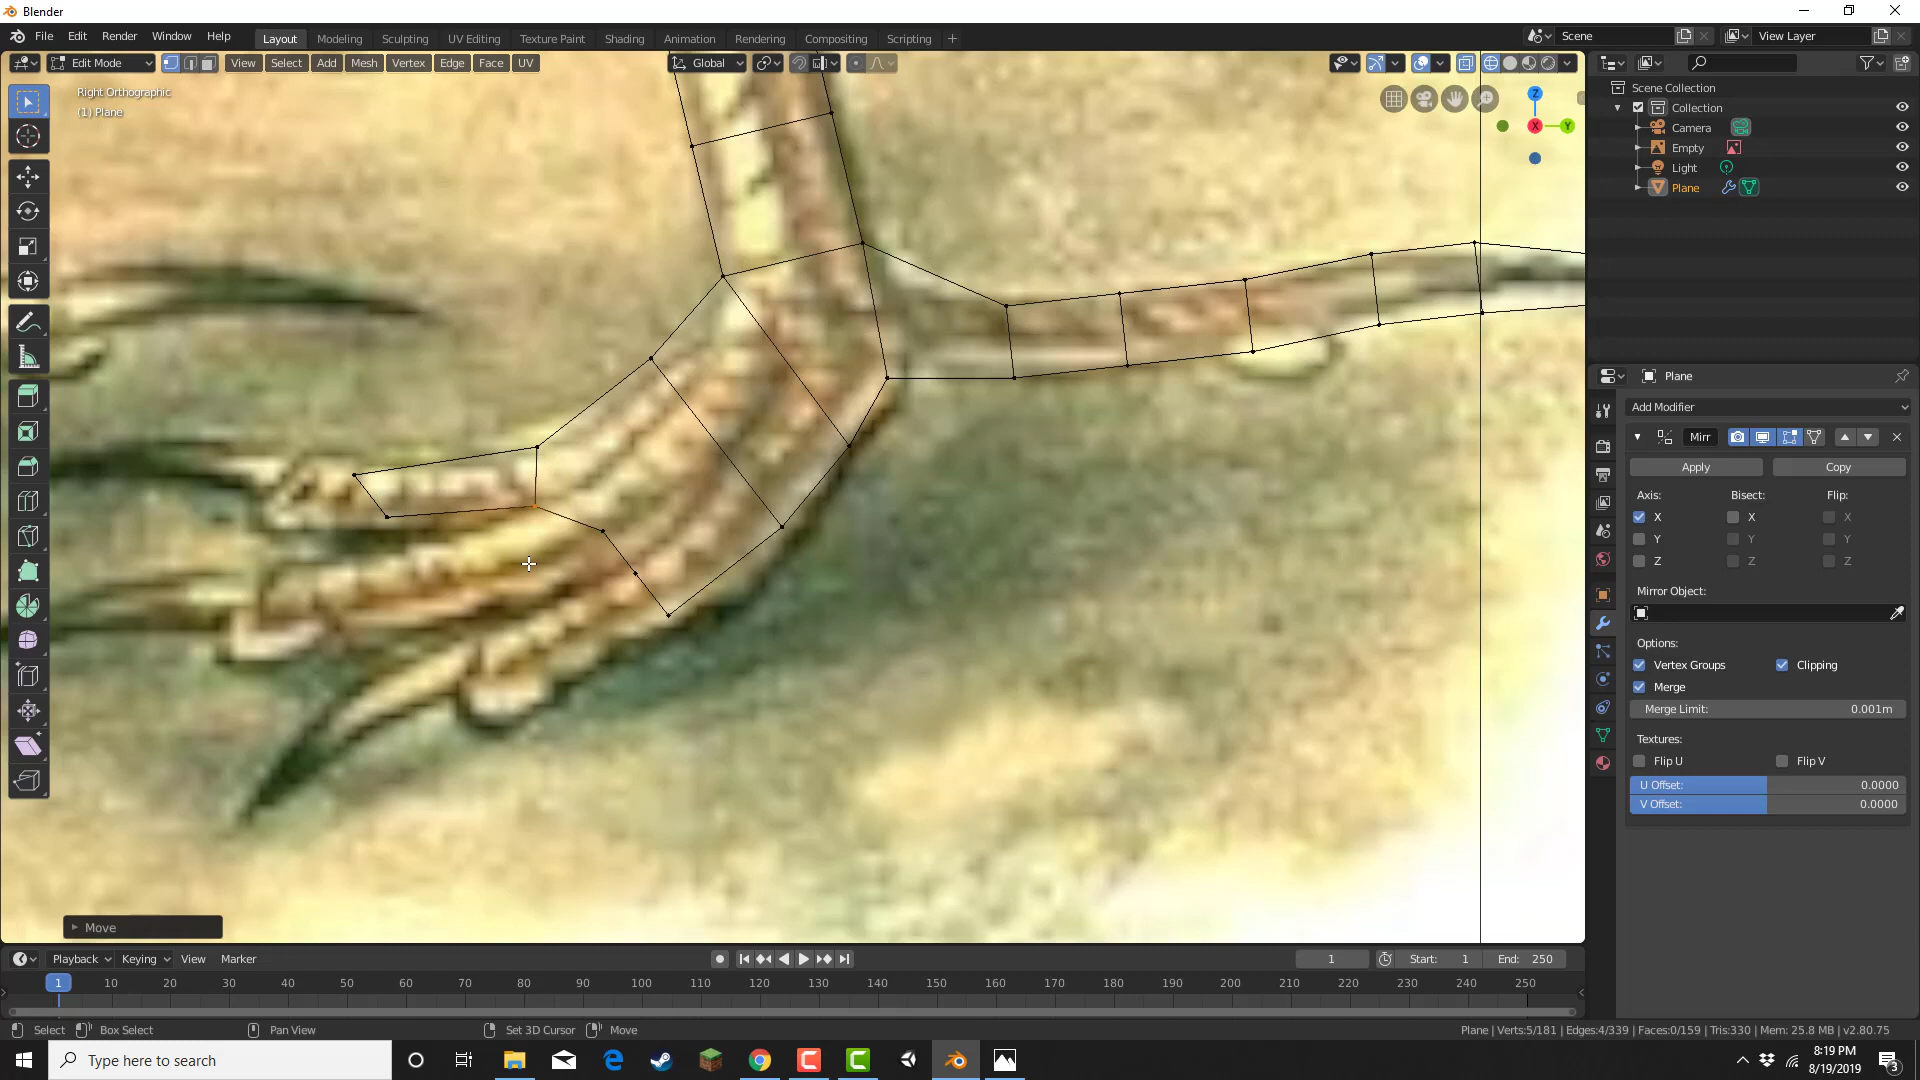 Blender
File Edit Render Window Help
Layout Modeling Sculpting UV Editing Texture Paint Shading Animation Rendering Compositing Scripting +
Scene
View Layer
Edit Mode View Select Add Mesh Vertex Edge Face UV
Global
Right Orthographic
(1) Plane
Z
X
Y
Scene Collection
Collection
Camera
Empty
Light
Plane
Plane
Add Modifier
Mirr
Apply
Copy
Axis: Bisect: Flip:
X X X
Y Y Y
Z Z Z
Mirror Object:
Options:
Vertex Groups
Clipping
Merge
Merge Limit: 0.001m
Textures:
Flip U
Flip V
U Offset: 0.0000
V Offset: 0.0000
Move
Playback Keying View Marker
1
Start: 1
End: 250
1 10 20 30 40 50 60 70 80 90 100 110 120 130 140 150 160 170 180 190 200 210 220 230 240 250
Select Box Select Pan View Set 3D Cursor Move
Plane | Verts:5/181 | Edges:4/339 | Faces:0/159 | Tris:330 | Mem: 25.8 MB | v2.80.75
Type here to search
8:19 PM
8/19/2019
3